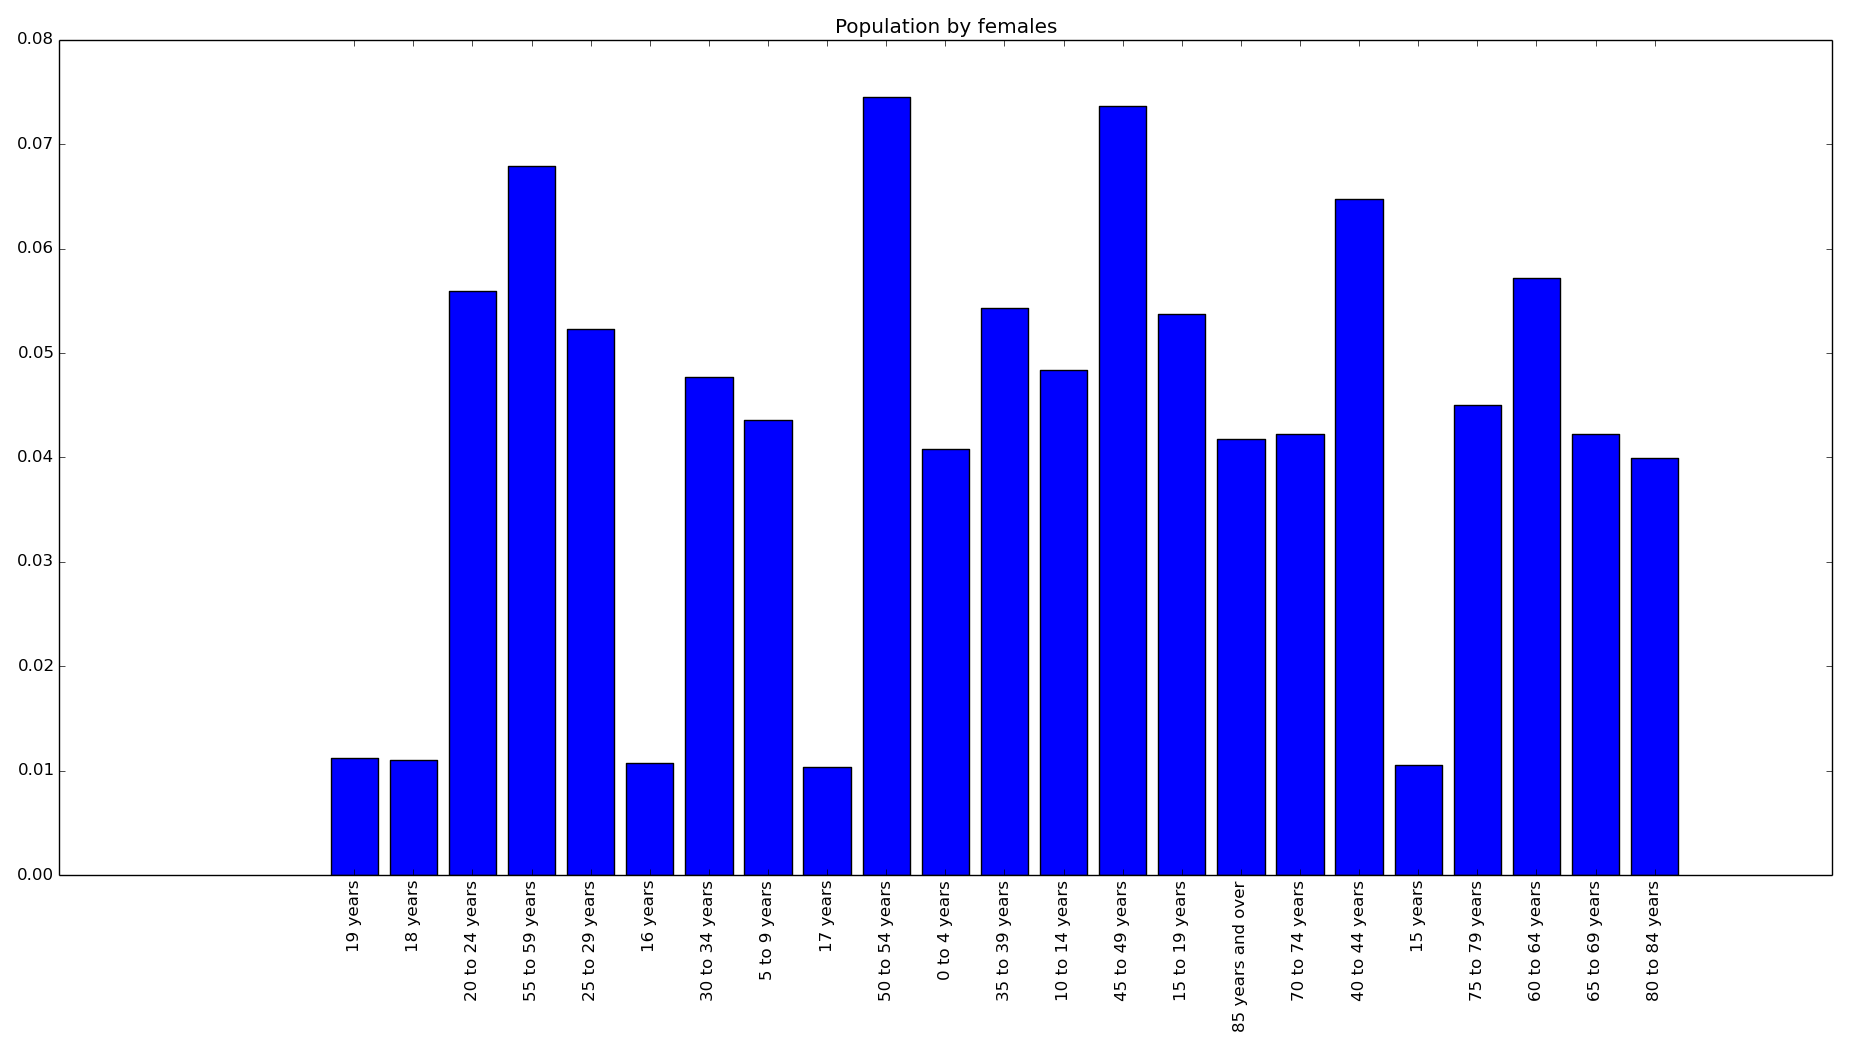 Population by females
0.08
0.07
0.06
0.05
0.04
0.03
0.02
0.01
0.00
19 years
18 years
20 to 24 years
55 to 59 years
25 to 29 years
16 years
30 to 34 years
5 to 9 years
17 years
50 to 54 years
0 to 4 years
35 to 39 years
10 to 14 years
45 to 49 years
15 to 19 years
85 years and over
70 to 74 years
40 to 44 years
15 years
75 to 79 years
60 to 64 years
65 to 69 years
80 to 84 years